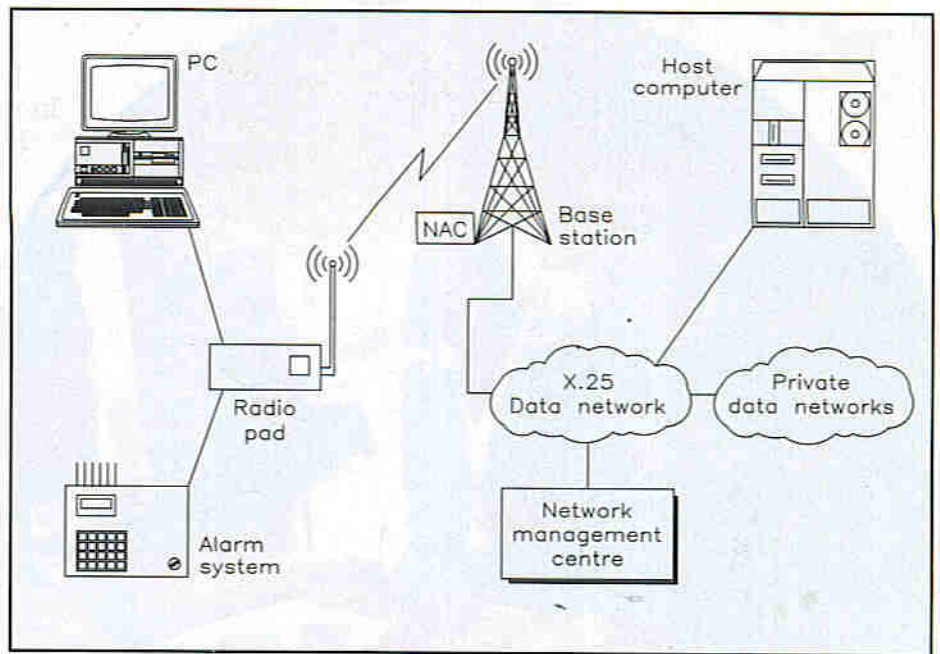 PC
Host
computer
NAC
Base
station
Radio
pad
X.25
Data network
Private
data networks
Alarm
system
Network
management
centre